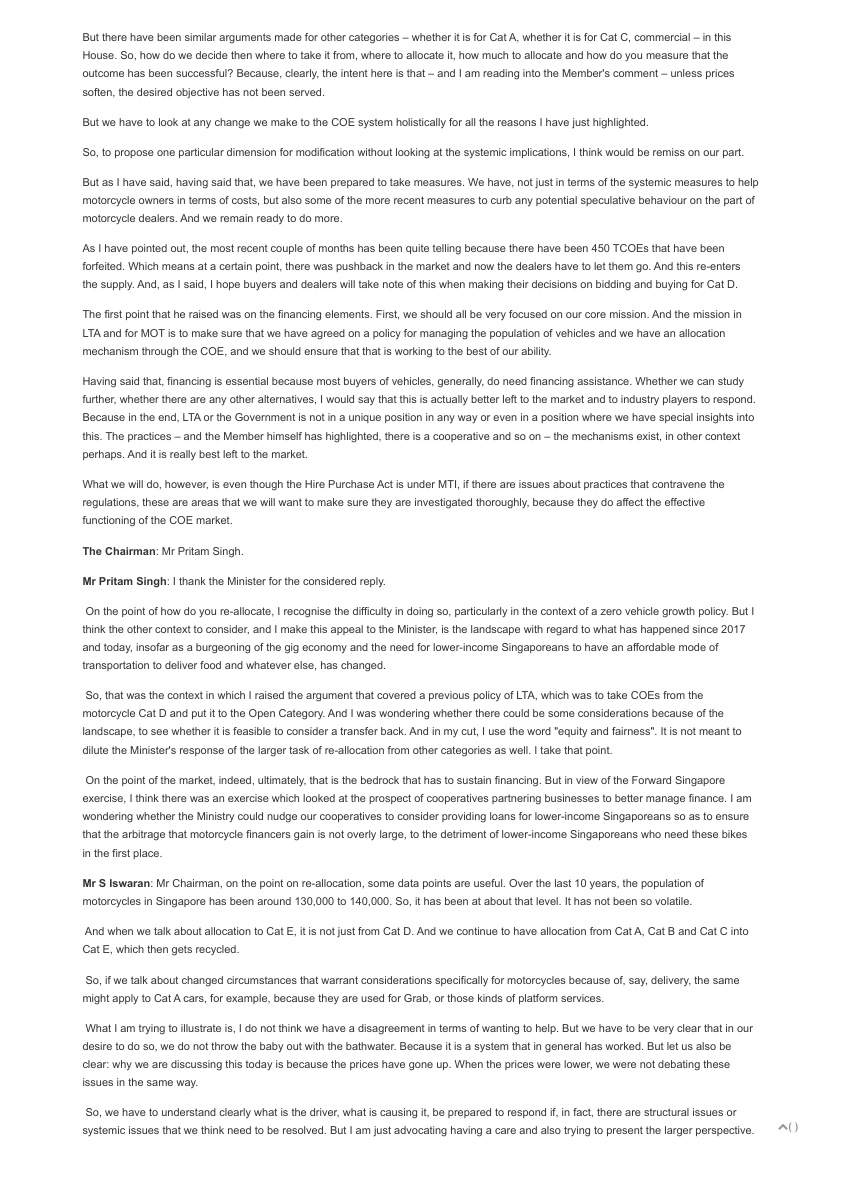 But there have been similar arguments made for other categories – whether it is for Cat A, whether it is for Cat C, commercial – in this
House. So, how do we decide then where to take it from, where to allocate it, how much to allocate and how do you measure that the
outcome has been successful? Because, clearly, the intent here is that – and I am reading into the Member's comment – unless prices
soften, the desired objective has not been served.
But we have to look at any change we make to the COE system holistically for all the reasons I have just highlighted.
So, to propose one particular dimension for modification without looking at the systemic implications, I think would be remiss on our part.
But as I have said, having said that, we have been prepared to take measures. We have, not just in terms of the systemic measures to help
motorcycle owners in terms of costs, but also some of the more recent measures to curb any potential speculative behaviour on the part of
motorcycle dealers. And we remain ready to do more.
As I have pointed out, the most recent couple of months has been quite telling because there have been 450 TCOEs that have been
forfeited. Which means at a certain point, there was pushback in the market and now the dealers have to let them go. And this re-enters
the supply. And, as I said, I hope buyers and dealers will take note of this when making their decisions on bidding and buying for Cat D.
The first point that he raised was on the financing elements. First, we should all be very focused on our core mission. And the mission in
LTA and for MOT is to make sure that we have agreed on a policy for managing the population of vehicles and we have an allocation
mechanism through the COE, and we should ensure that that is working to the best of our ability.
Having said that, financing is essential because most buyers of vehicles, generally, do need financing assistance. Whether we can study
further, whether there are any other alternatives, I would say that this is actually better left to the market and to industry players to respond.
Because in the end, LTA or the Government is not in a unique position in any way or even in a position where we have special insights into
this. The practices – and the Member himself has highlighted, there is a cooperative and so on – the mechanisms exist, in other context
perhaps. And it is really best left to the market.
What we will do, however, is even though the Hire Purchase Act is under MTI, if there are issues about practices that contravene the
regulations, these are areas that we will want to make sure they are investigated thoroughly, because they do affect the effective
functioning of the COE market.
The Chairman: Mr Pritam Singh.
Mr Pritam Singh: I thank the Minister for the considered reply.
On the point of how do you re-allocate, I recognise the difficulty in doing so, particularly in the context of a zero vehicle growth policy. But I
think the other context to consider, and I make this appeal to the Minister, is the landscape with regard to what has happened since 2017
and today, insofar as a burgeoning of the gig economy and the need for lower-income Singaporeans to have an affordable mode of
transportation to deliver food and whatever else, has changed.
So, that was the context in which I raised the argument that covered a previous policy of LTA, which was to take COEs from the
motorcycle Cat D and put it to the Open Category. And I was wondering whether there could be some considerations because of the
landscape, to see whether it is feasible to consider a transfer back. And in my cut, I use the word "equity and fairness". It is not meant to
dilute the Minister's response of the larger task of re-allocation from other categories as well. I take that point.
On the point of the market, indeed, ultimately, that is the bedrock that has to sustain financing. But in view of the Forward Singapore
exercise, I think there was an exercise which looked at the prospect of cooperatives partnering businesses to better manage finance. I am
wondering whether the Ministry could nudge our cooperatives to consider providing loans for lower-income Singaporeans so as to ensure
that the arbitrage that motorcycle financers gain is not overly large, to the detriment of lower-income Singaporeans who need these bikes
in the first place.
Mr S Iswaran: Mr Chairman, on the point on re-allocation, some data points are useful. Over the last 10 years, the population of
motorcycles in Singapore has been around 130,000 to 140,000. So, it has been at about that level. It has not been so volatile.
And when we talk about allocation to Cat E, it is not just from Cat D. And we continue to have allocation from Cat A, Cat B and Cat C into
Cat E, which then gets recycled.
So, if we talk about changed circumstances that warrant considerations specifically for motorcycles because of, say, delivery, the same
might apply to Cat A cars, for example, because they are used for Grab, or those kinds of platform services.
What I am trying to illustrate is, I do not think we have a disagreement in terms of wanting to help. But we have to be very clear that in our
desire to do so, we do not throw the baby out with the bathwater. Because it is a system that in general has worked. But let us also be
clear: why we are discussing this today is because the prices have gone up. When the prices were lower, we were not debating these
issues in the same way.
So, we have to understand clearly what is the driver, what is causing it, be prepared to respond if, in fact, there are structural issues or
systemic issues that we think need to be resolved. But I am just advocating having a care and also trying to present the larger perspective.
( )